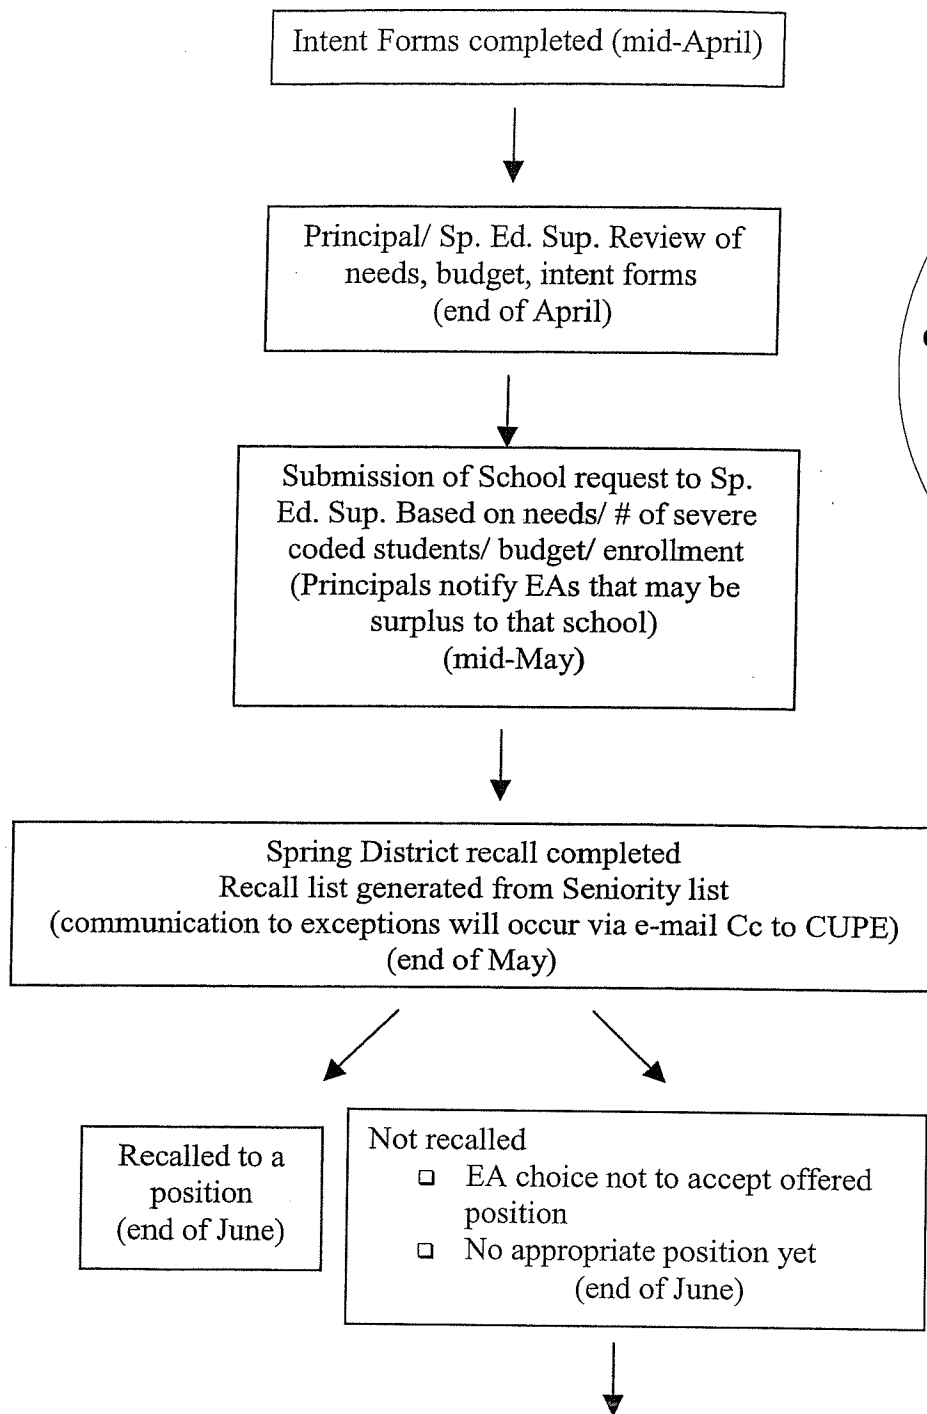 Intent Forms completed (mid-April)
Principal/ Sp. Ed. Sup. Review of
needs, budget, intent forms
(end of April)
Submission of School request to Sp.
Ed. Sup. Based on needs/ # of severe
coded students/ budget/ enrollment
(Principals notify EAs that may be
surplus to that school)
(mid-May)
Spring District recall completed
Recall list generated from Seniority list
(communication to exceptions will occur via e-mail Cc to CUPE)
(end of May)
Recalled to a
position
(end of June)
Not recalled
❑ EA choice not to accept offered
position
❑ No appropriate position yet
(end of June)